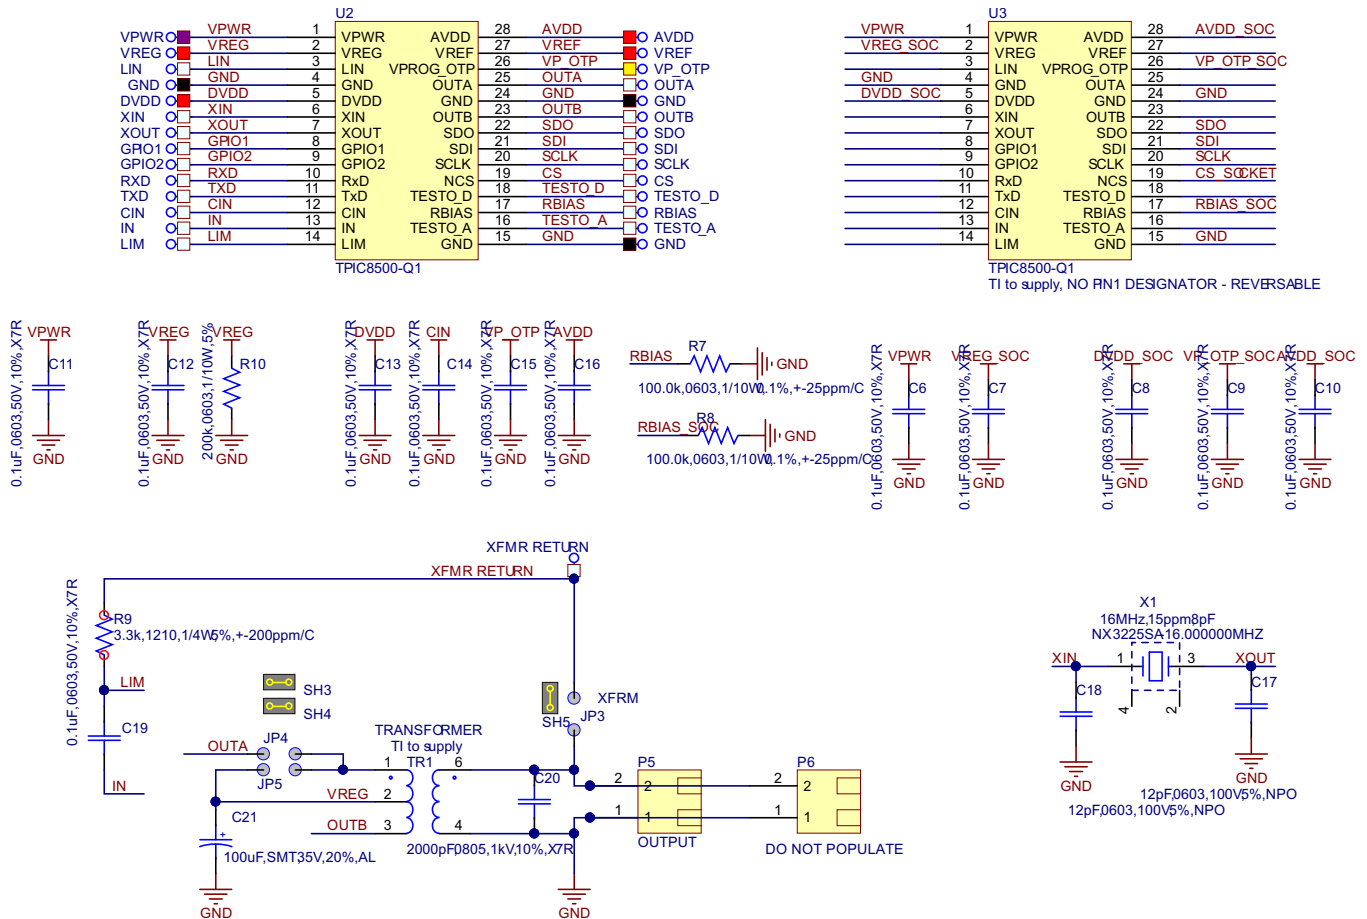 U2
VPWR VPWR 1 VPWR AVDD 28 AVDD AVDD
VREG VREG 2 VREG VREF 27 VREF VREF
LIN LIN 3 LIN VPROG_OTP 26 VP_OTP VP_OTP
GND GND 4 GND OUTA 25 OUTA OUTA
DVDD DVDD 5 DVDD GND 24 GND GND
XIN XIN 6 XIN OUTB 23 OUTB OUTB
XOUT XOUT 7 XOUT SDO 22 SDO SDO
GPIO1 GPIO1 8 GPIO1 SDI 21 SDI SDI
GPIO2 GPIO2 9 GPIO2 SCLK 20 SCLK SCLK
RXD RXD 10 RxD NCS 19 CS CS
TXD TXD 11 TxD TESTO_D 18 TESTO_D TESTO_D
CIN CIN 12 CIN RBIAS 17 RBIAS RBIAS
IN IN 13 IN TESTO_A 16 TESTO_A TESTO_A
LIM LIM 14 LIM GND 15 GND GND
TPIC8500-Q1
U3
VPWR 1 VPWR AVDD 28 AVDD_SOC
VREG_SOC 2 VREG VREF 27
3 LIN VPROG_OTP 26 VP_OTP_SOC
GND 4 GND OUTA 25
DVDD_SOC 5 DVDD GND 24 GND
6 XIN OUTB 23
7 XOUT SDO 22 SDO
8 GPIO1 SDI 21 SDI
9 GPIO2 SCLK 20 SCLK
10 RxD NCS 19 CS_SOCKET
11 TxD TESTO_D 18
12 CIN RBIAS 17 RBIAS_SOC
13 IN TESTO_A 16
14 LIM GND 15 GND
TPIC8500-Q1
TI to supply, NO PIN1 DESIGNATOR - REVERSABLE
VPWR
C11
0.1uF,0603,50V,10%,X7R
GND
VREG
C12
0.1uF,0603,50V,10%,X7R
GND
VREG
R10
200k,0603,1/10W,5%
GND
DVDD
C13
0.1uF,0603,50V,10%,X7R
GND
CIN
C14
0.1uF,0603,50V,10%,X7R
GND
VP_OTP
C15
0.1uF,0603,50V,10%,X7R
GND
AVDD
C16
0.1uF,0603,50V,10%,X7R
GND
RBIAS R7 GND
100.0k,0603,1/10W,0.1%,+-25ppm/C
RBIAS_SOC R8 GND
100.0k,0603,1/10W,0.1%,+-25ppm/C
VPWR
C6
0.1uF,0603,50V,10%,X7R
GND
VREG_SOC
C7
0.1uF,0603,50V,10%,X7R
GND
DVDD_SOC
C8
0.1uF,0603,50V,10%,X7R
GND
VP_OTP_SOC
C9
0.1uF,0603,50V,10%,X7R
GND
AVDD_SOC
C10
0.1uF,0603,50V,10%,X7R
GND
XFMR RETURN
XFMR RETURN
R9
3.3k,1210,1/4W,5%,+-200ppm/C
LIM
C19
0.1uF,0603,50V,10%,X7R
IN
SH3
SH4
SH5
XFRM
JP3
OUTA JP4
JP5
TRANSFORMER
TI to supply
TR1
1 6
VREG 2
OUTB 3 4
C21
+
100uF,SMT,35V,20%,AL
GND
C20
2000pF,0805,1kV,10%,X7R
GND
P5
2 2
1 1
OUTPUT
P6
2 2
1 1
DO NOT POPULATE
X1
16MHz,15ppm,8pF
NX3225SA-16.000000MHZ
XIN 1 3 XOUT
4 2
C18
C17
GND
GND
12pF,0603,100V,5%,NPO
12pF,0603,100V,5%,NPO